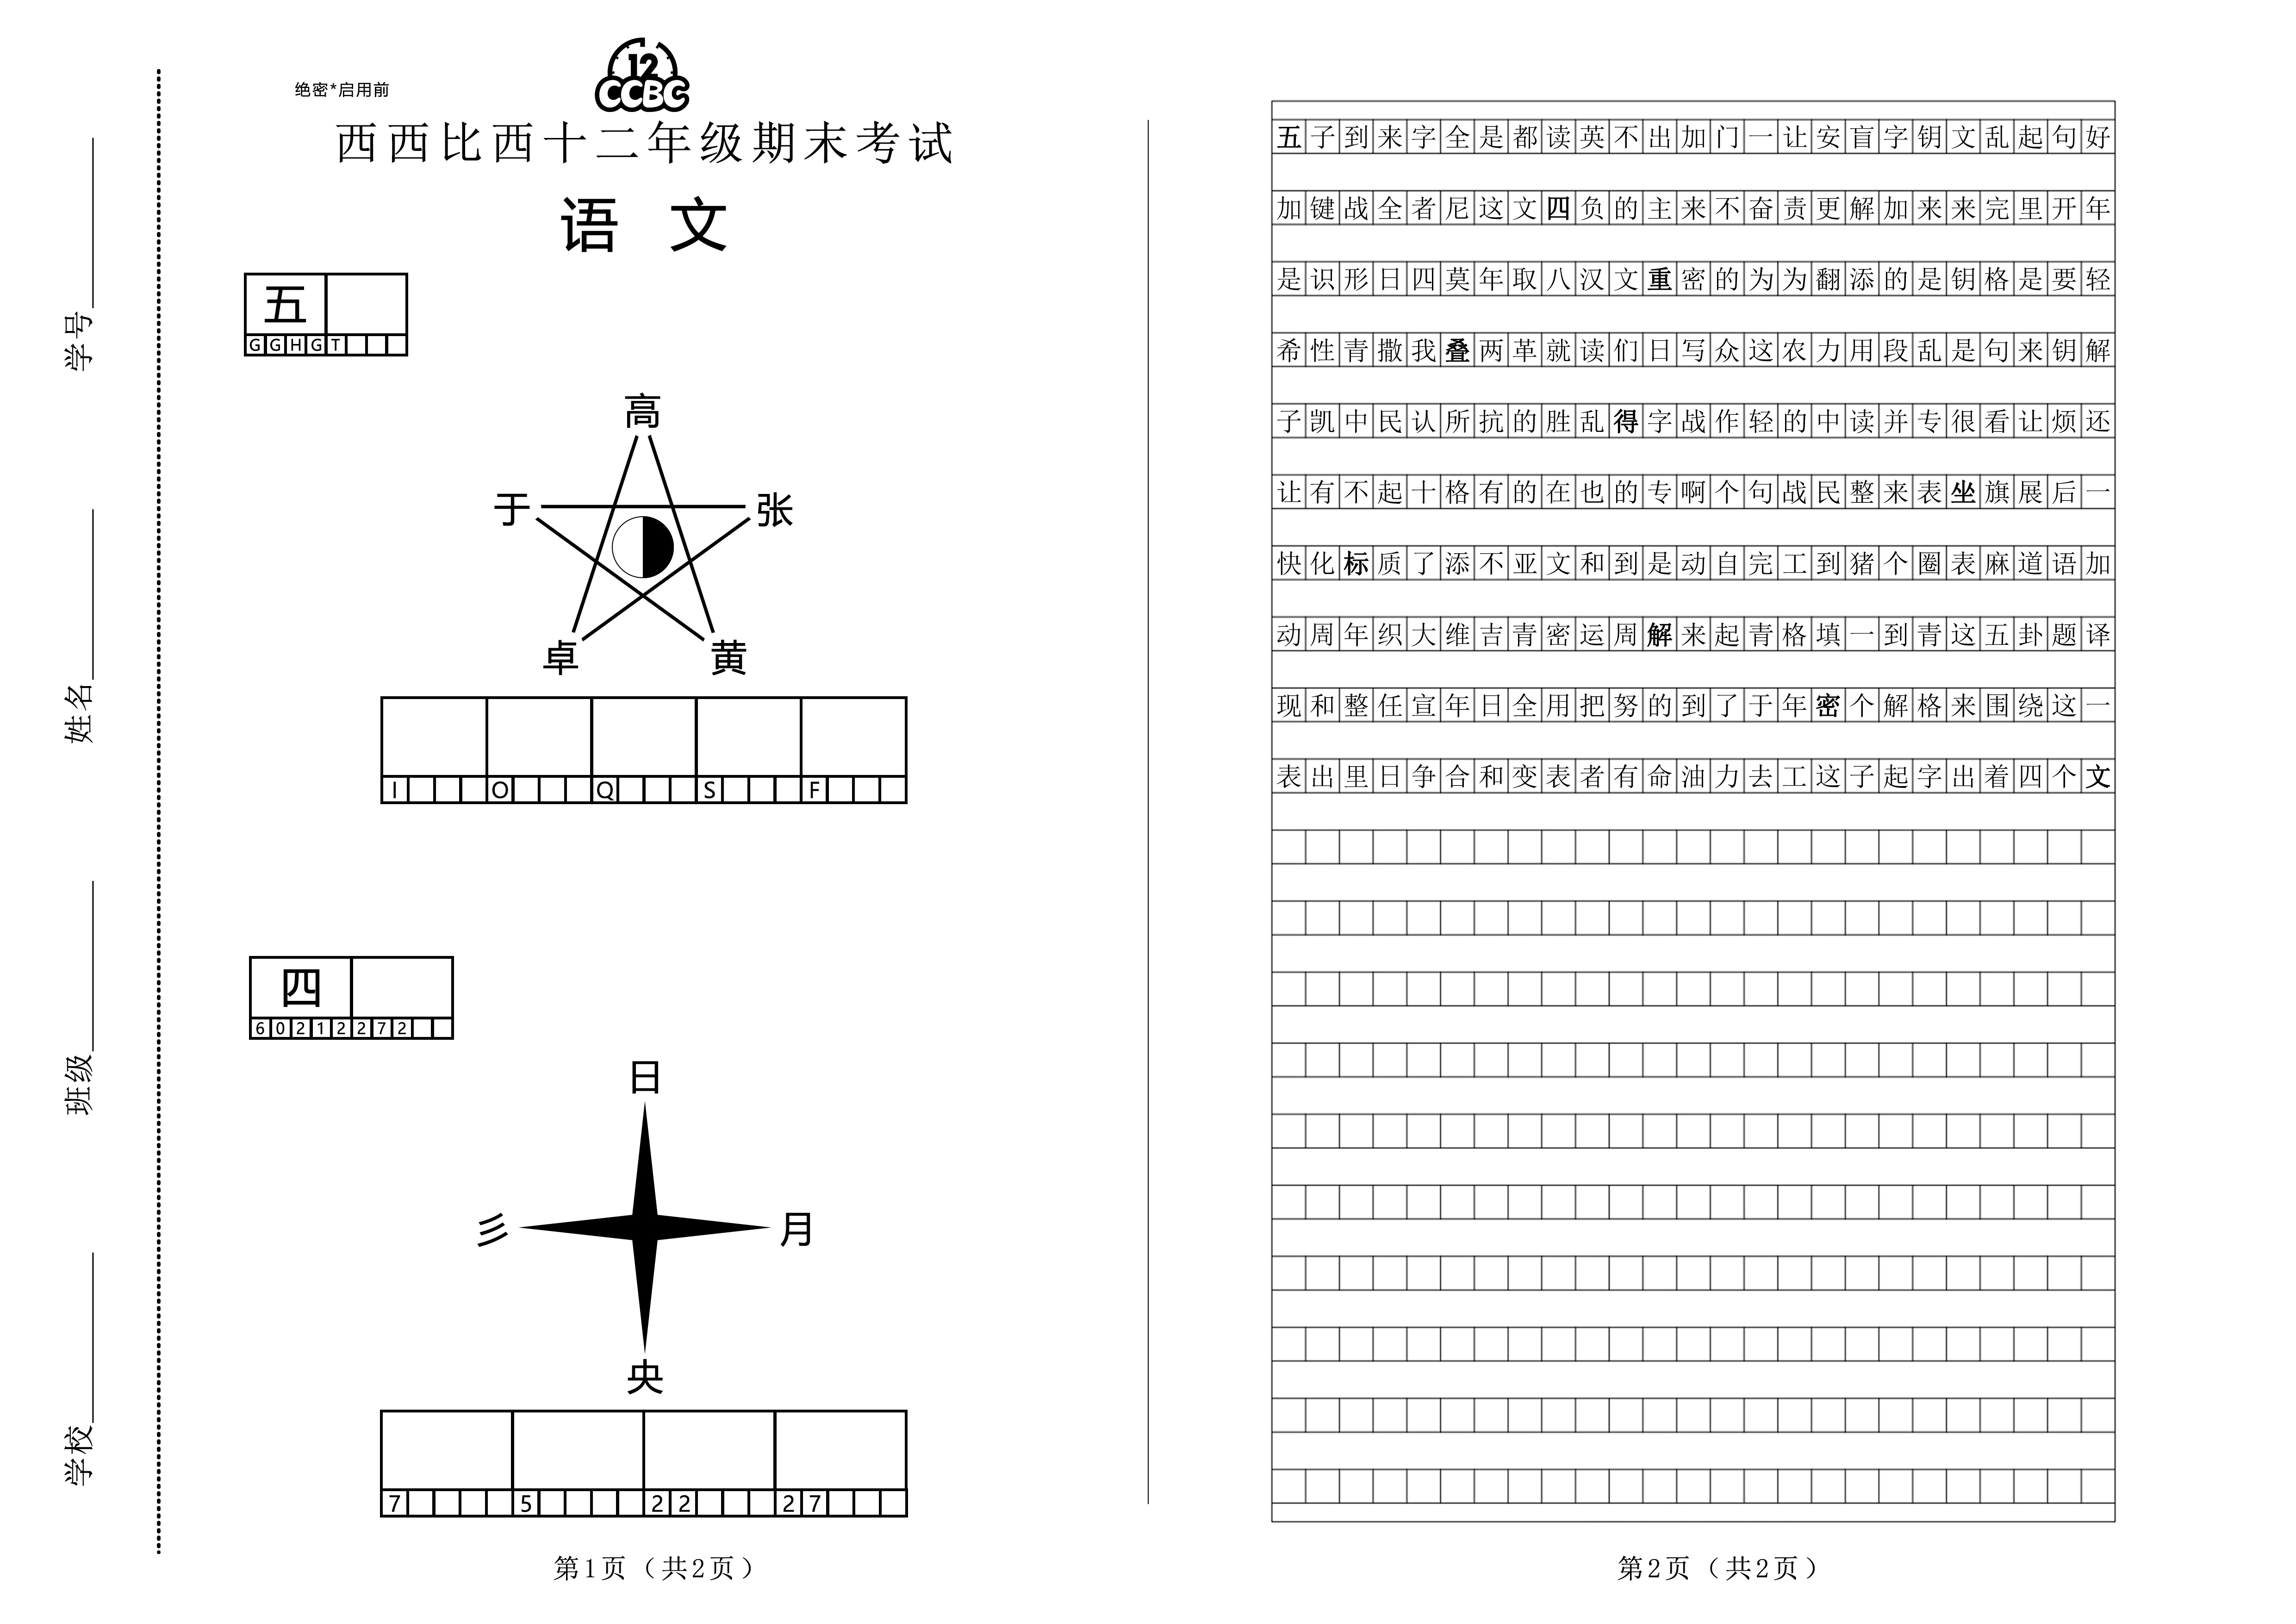 绝密*启用前
12
CCBC
西西比西十二年级期末考试
语 文
学号
姓名
班级
学校
五
GGHGT
高
于 张
卓 黄
I O Q S F
四
60212272
日
彡 月
央
7 5 22 27
第1页（共2页）
五子到来字全是都读英不出加门一让安盲字钥文乱起句好
加键战全者尼这文四负的主来不奋责更解加来来完里开年
是识形日四莫年取八汉文重密的为为翻添的是钥格是要轻
希性青撒我叠两革就读们日写众这农力用段乱是句来钥解
子凯中民认所抗的胜乱得字战作轻的中读并专很看让烦还
让有不起十格有的在也的专啊个句战民整来表坐旗展后一
快化标质了添不亚文和到是动自完工到猪个圈表麻道语加
动周年织大维吉青密运周解来起青格填一到青这五卦题译
现和整任宣年日全用把努的到了于年密个解格来围绕这一
表出里日争合和变表者有命油力去工这子起字出着四个文
第2页（共2页）